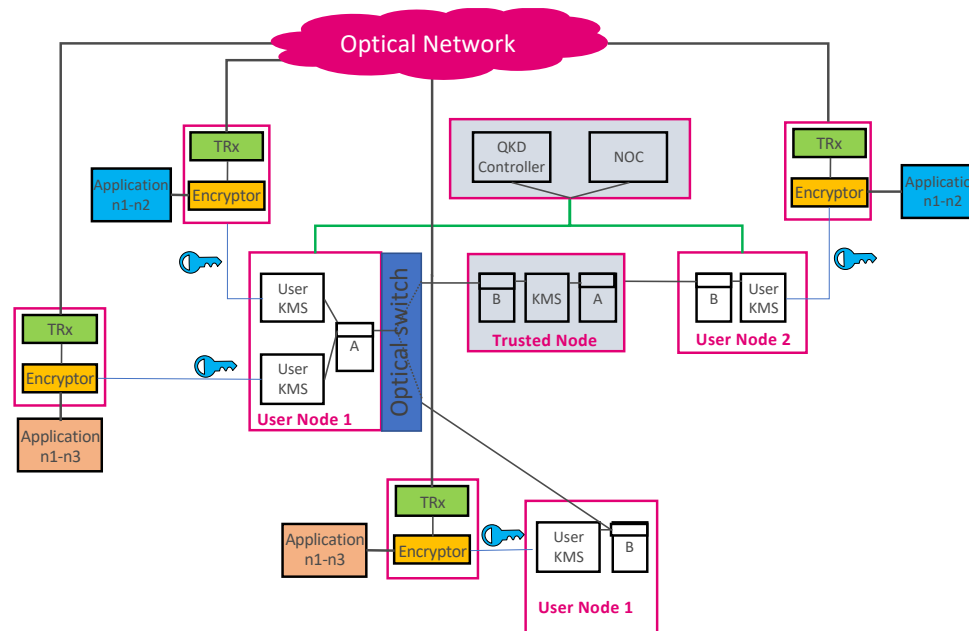 Optical Network
TRx
Encryptor
Application
n1-n2
QKD
Controller
NOC
TRx
Encryptor
Application
n1-n2
User
KMS
User
KMS
A
User Node 1
Optical switch
B
KMS
A
Trusted Node
B
User
KMS
User Node 2
TRx
Encryptor
Application
n1-n3
TRx
Encryptor
Application
n1-n3
User
KMS
B
User Node 1